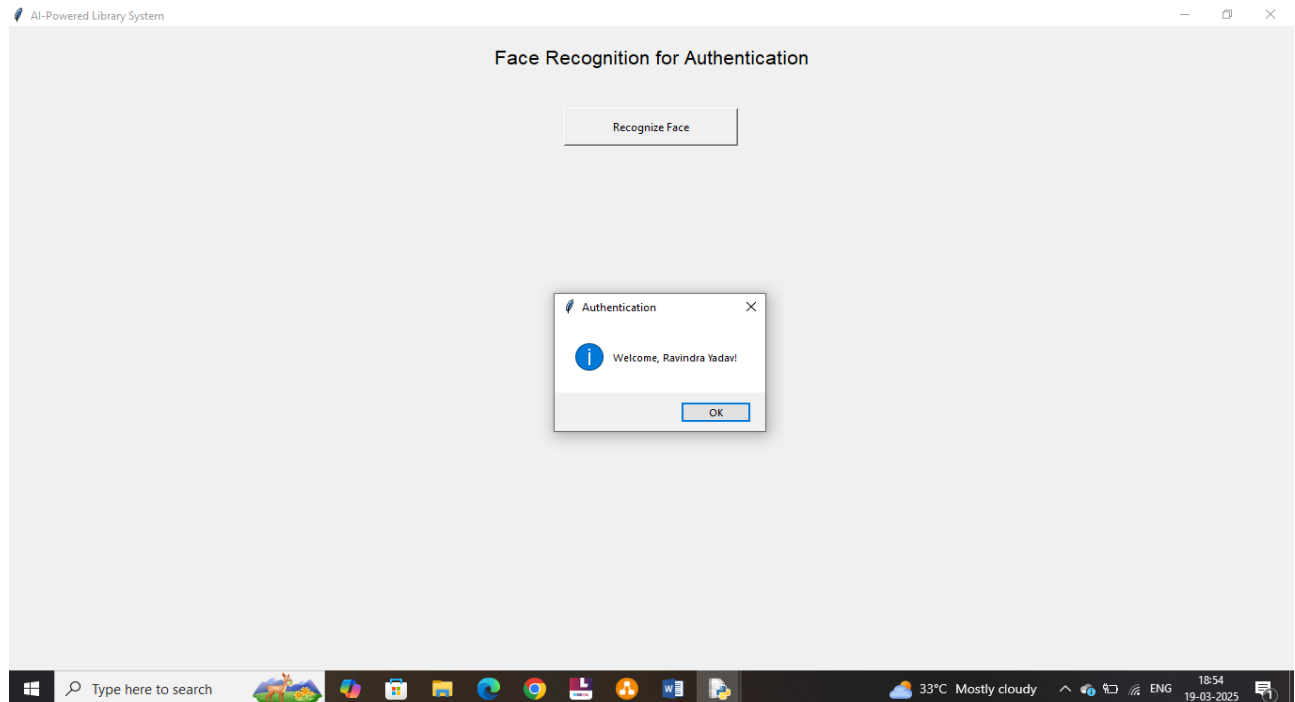 AI-Powered Library System
Face Recognition for Authentication
Recognize Face
Authentication
Welcome, Ravindra Yadav!
OK
Type here to search
33°C Mostly cloudy
ENG
18:54
19-03-2025